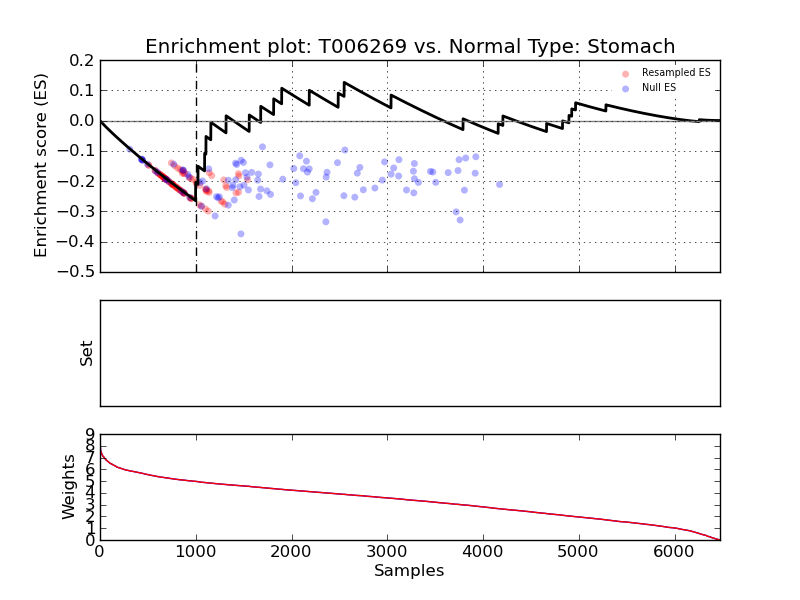 Enrichment plot: T006269 vs. Normal Type: Stomach
Enrichment score (ES)
0.2
0.1
0.0
−0.1
−0.2
−0.3
−0.4
−0.5
Resampled ES
Null ES
Set
Weights
9
8
7
6
5
4
3
2
1
0
0 1000 2000 3000 4000 5000 6000
Samples